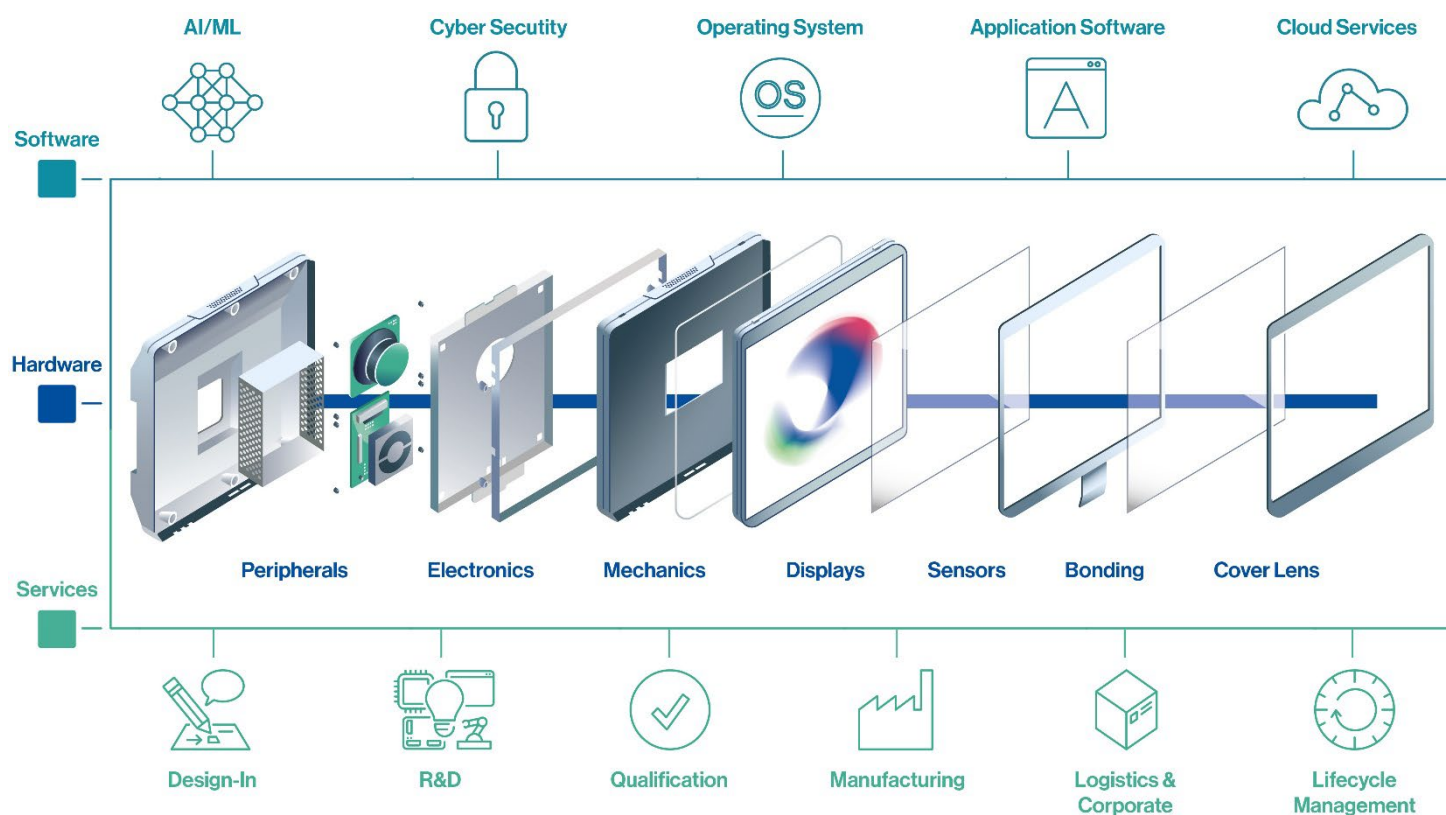 AI/ML
Cyber Secutity
Operating System
Application Software
Cloud Services
OS
A
Software
Hardware
Peripherals
Electronics
Mechanics
Displays
Sensors
Bonding
Cover Lens
Services
Design-In
R&D
Qualification
Manufacturing
Logistics &
Corporate
Lifecycle
Management